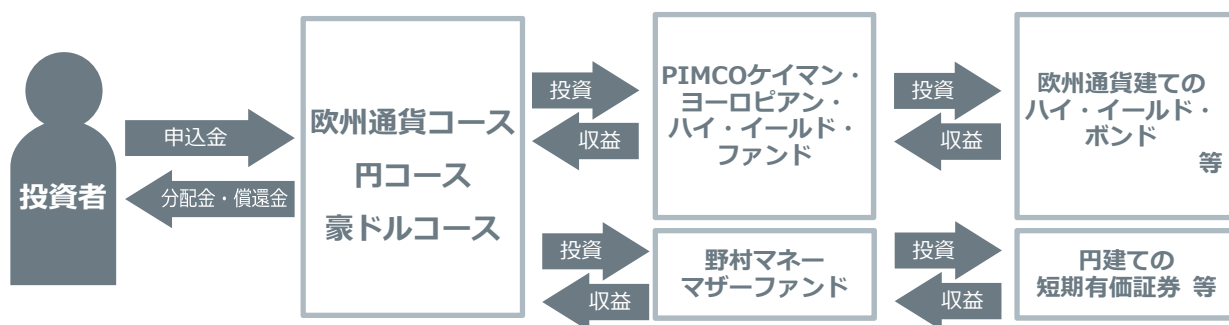 投資者
申込金
分配金・償還金
欧州通貨コース
円コース
豪ドルコース
投資
収益
PIMCOケイマン・
ヨーロピアン・
ハイ・イールド・
ファンド
投資
収益
欧州通貨建ての
ハイ・イールド・
ボンド
等
投資
収益
野村マネー
マザーファンド
投資
収益
円建ての
短期有価証券 等